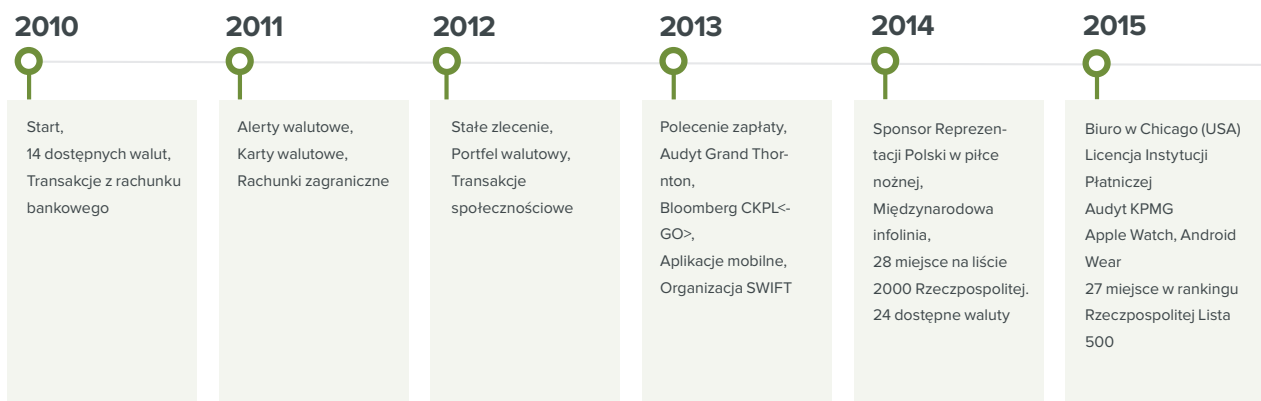 2010
Start,
14 dostępnych walut,
Transakcje z rachunku
bankowego
2011
Alerty walutowe,
Karty walutowe,
Rachunki zagraniczne
2012
Stałe zlecenie,
Portfel walutowy,
Transakcje
społecznościowe
2013
Polecenie zapłaty,
Audyt Grand Thor-
nton,
Bloomberg CKPL<-
GO>,
Aplikacje mobilne,
Organizacja SWIFT
2014
Sponsor Reprezen-
tacji Polski w piłce
nożnej,
Międzynarodowa
infolinia,
28 miejsce na liście
2000 Rzeczpospolitej.
24 dostępne waluty
2015
Biuro w Chicago (USA)
Licencja Instytucji
Płatniczej
Audyt KPMG
Apple Watch, Android
Wear
27 miejsce w rankingu
Rzeczpospolitej Lista
500